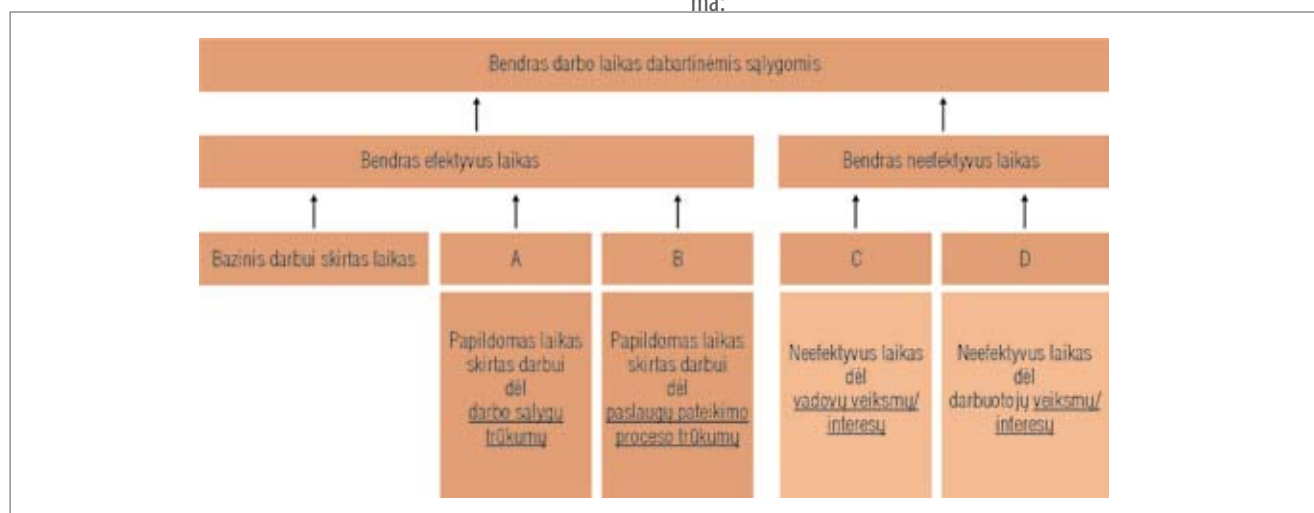 ma:
Bendras darbo laikas dabartinėmis sąlygomis
Bendras efektyvus laikas
Bendras neefektyvus laikas
Bazinis darbui skirtas laikas
A
B
C
D
Papildomas laikas
skirtas darbui
dėl
darbo sąlygų
trūkumų
Papildomas laikas
skirtas darbui
dėl
paslaugų pateikimo
proceso trūkumų
Neefektyvus laikas
dėl
vadovų veiksmų/
interesų
Neefektyvus laikas
dėl
darbuotojų veiksmų/
interesų